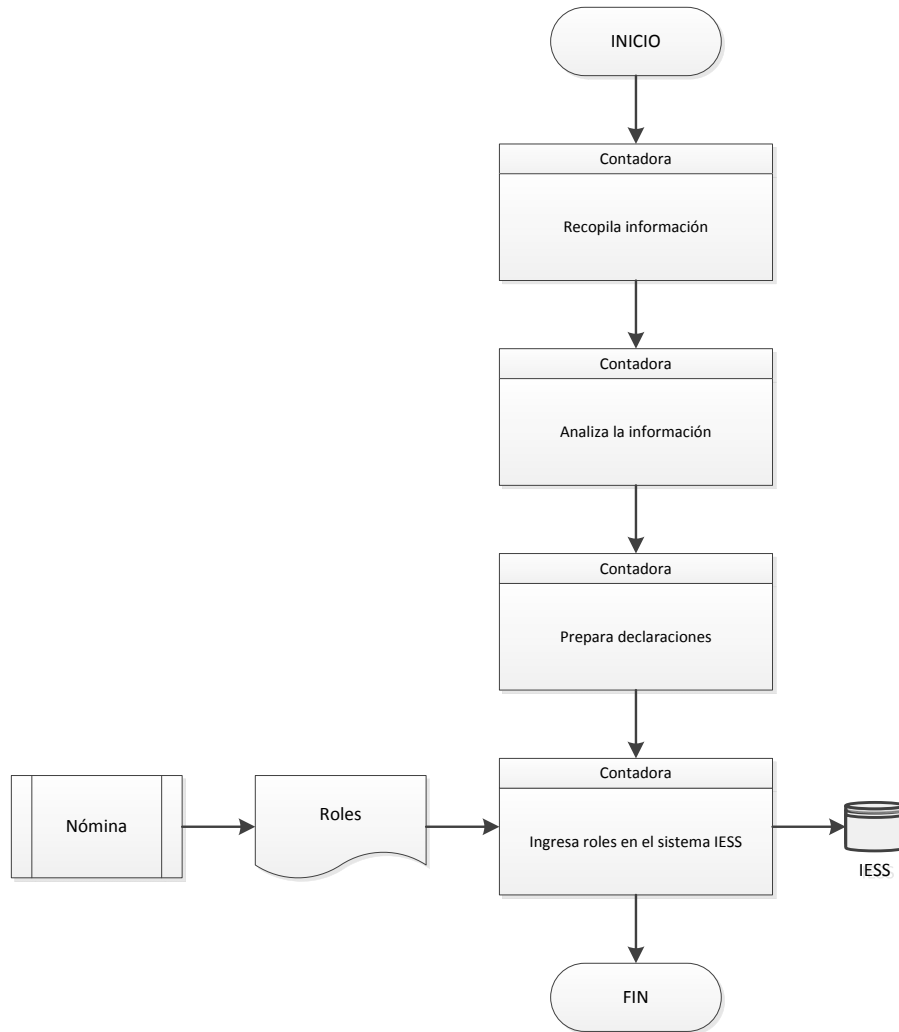 INICIO
Contadora
Recopila información
Contadora
Analiza la información
Contadora
Prepara declaraciones
Contadora
Nómina
Roles
Ingresa roles en el sistema IESS
IESS
FIN